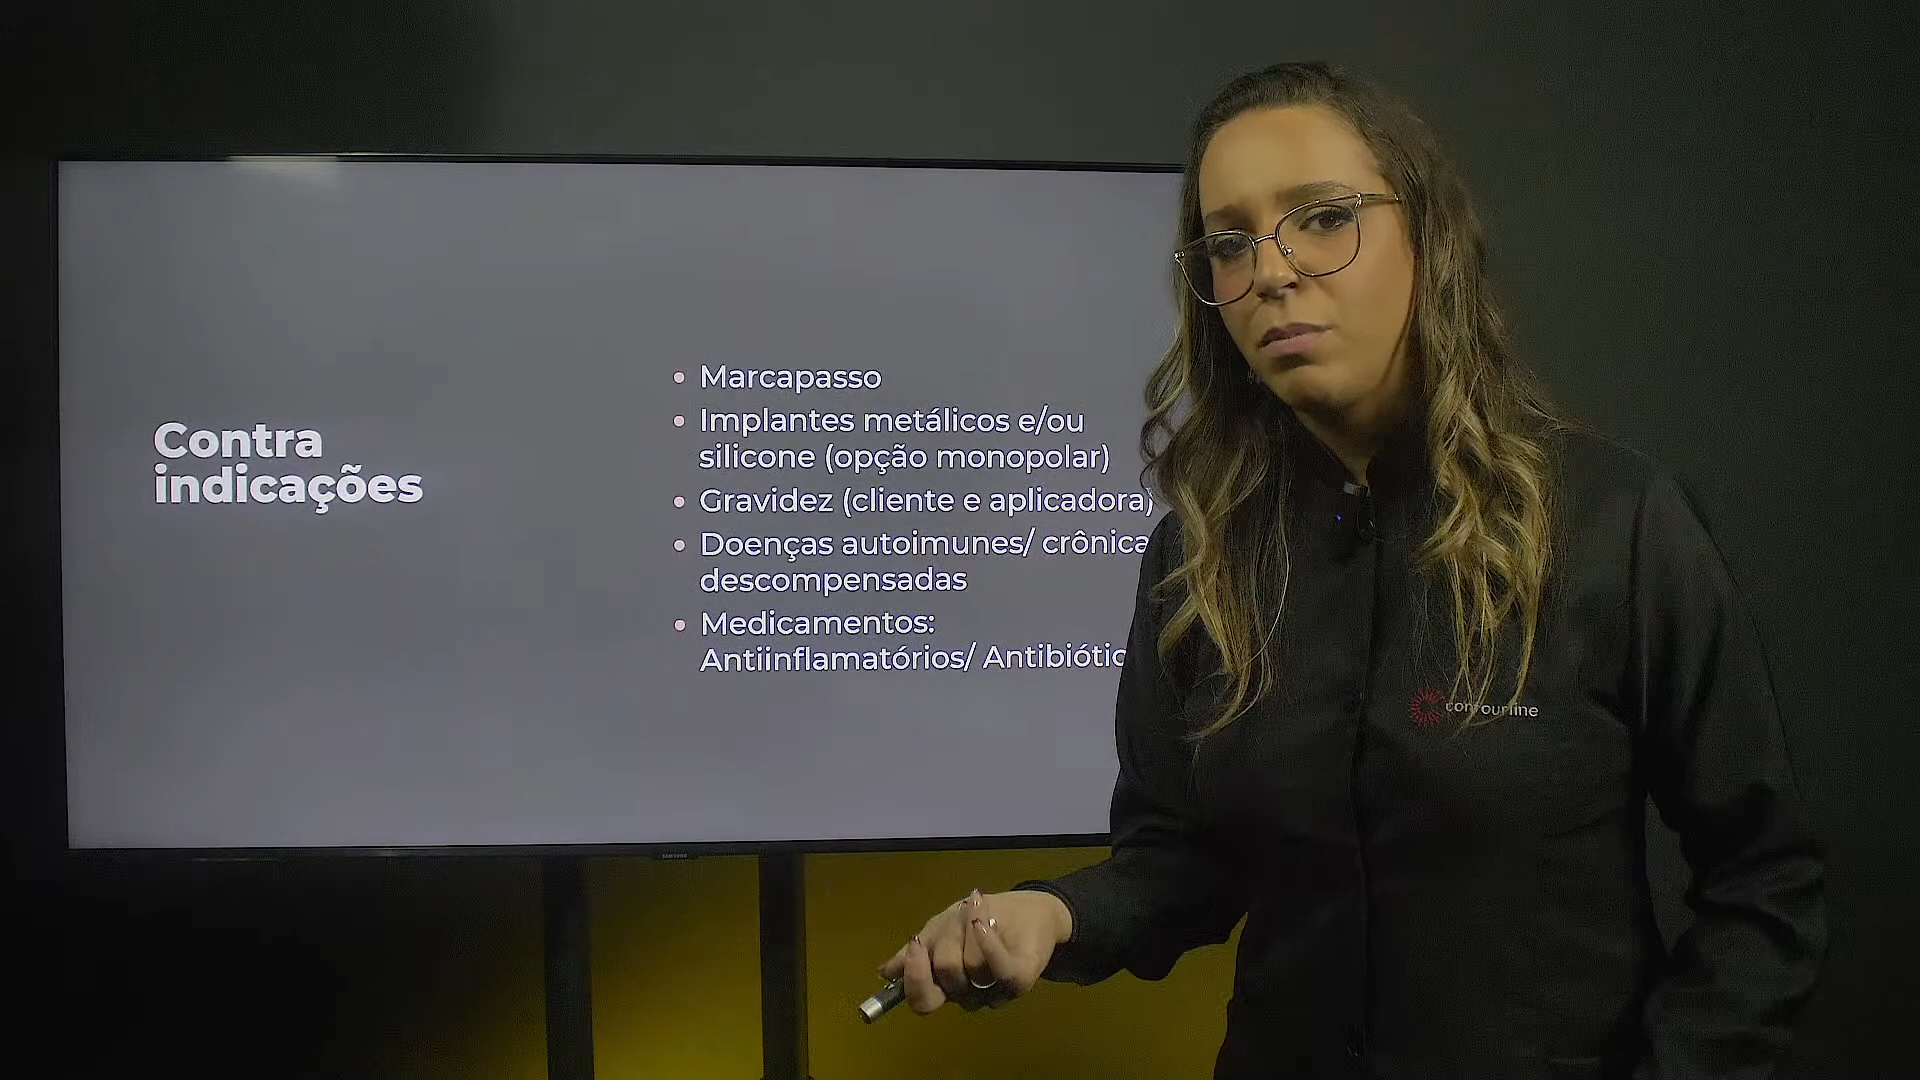 Contra
indicações
Marcapasso
Implantes metálicos e/ou
silicone (opção monopolar)
Gravidez (cliente e aplicadora)
Doenças autoimunes/ crônica
descompensadas
Medicamentos:
Antiinflamatórios/ Antibiótic
contourline
SAMSUNG